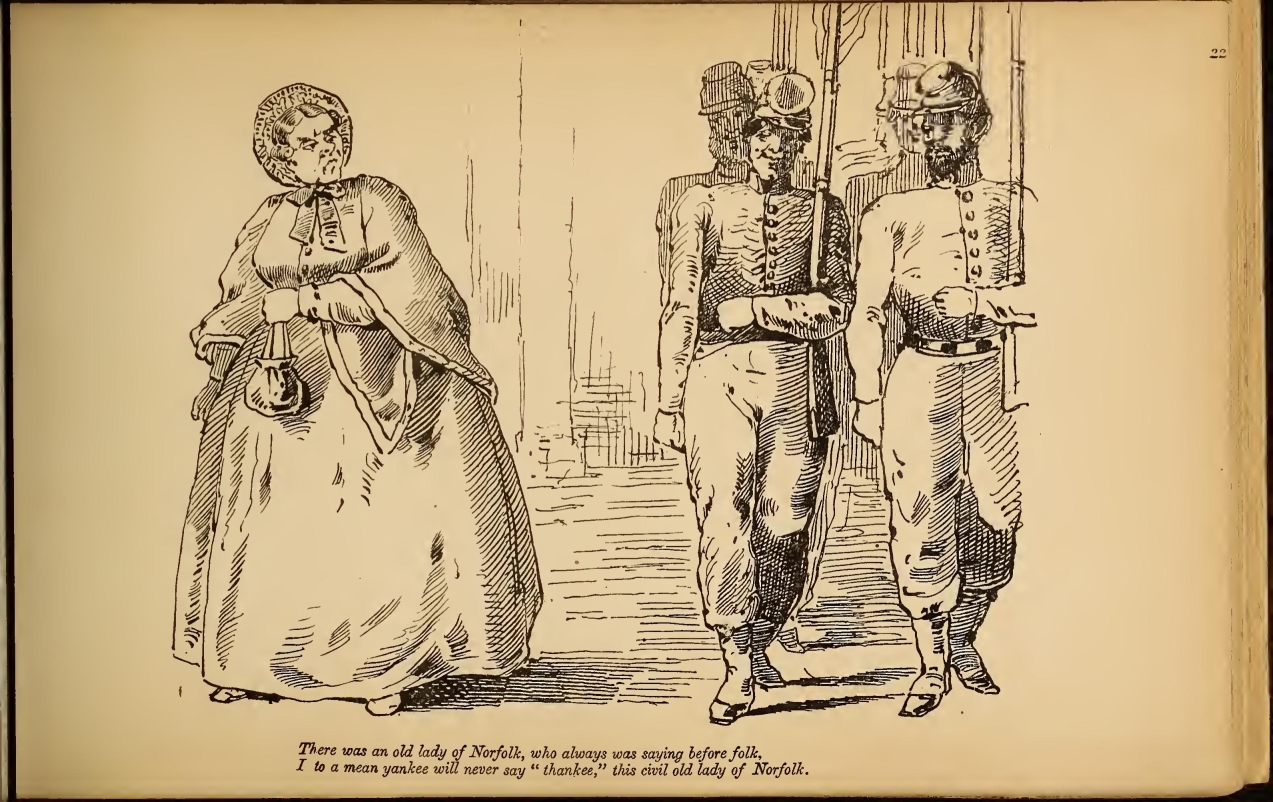 22
There was an old lady of Norfolk, who always was saying before folk,
I to a mean yankee will never say “ thankee,” this civil old lady of Norfolk.